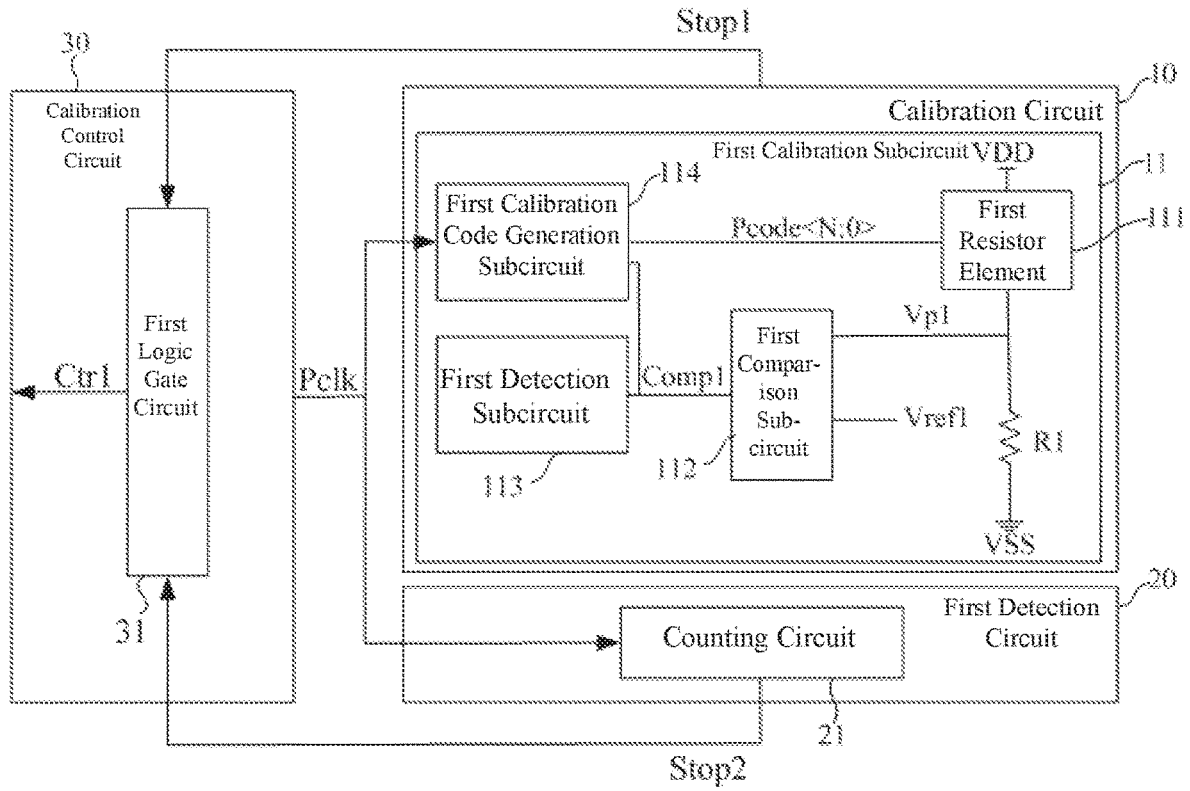 Stop1
30
10
Calibration
Control
Circuit
Calibration Circuit
First Calibration Subcircuit
VDD
11
114
First Calibration
Code Generation
Subcircuit
Pcode<N:0>
First
Resistor
Element
111
First
Logic
Gate
Circuit
Ctr1
Pclk
First Detection
Subcircuit
Comp1
First
Compar-
ison
Sub-
circuit
Vp1
Vref1
R1
113
112
VSS
31
20
First Detection
Circuit
Counting Circuit
21
Stop2